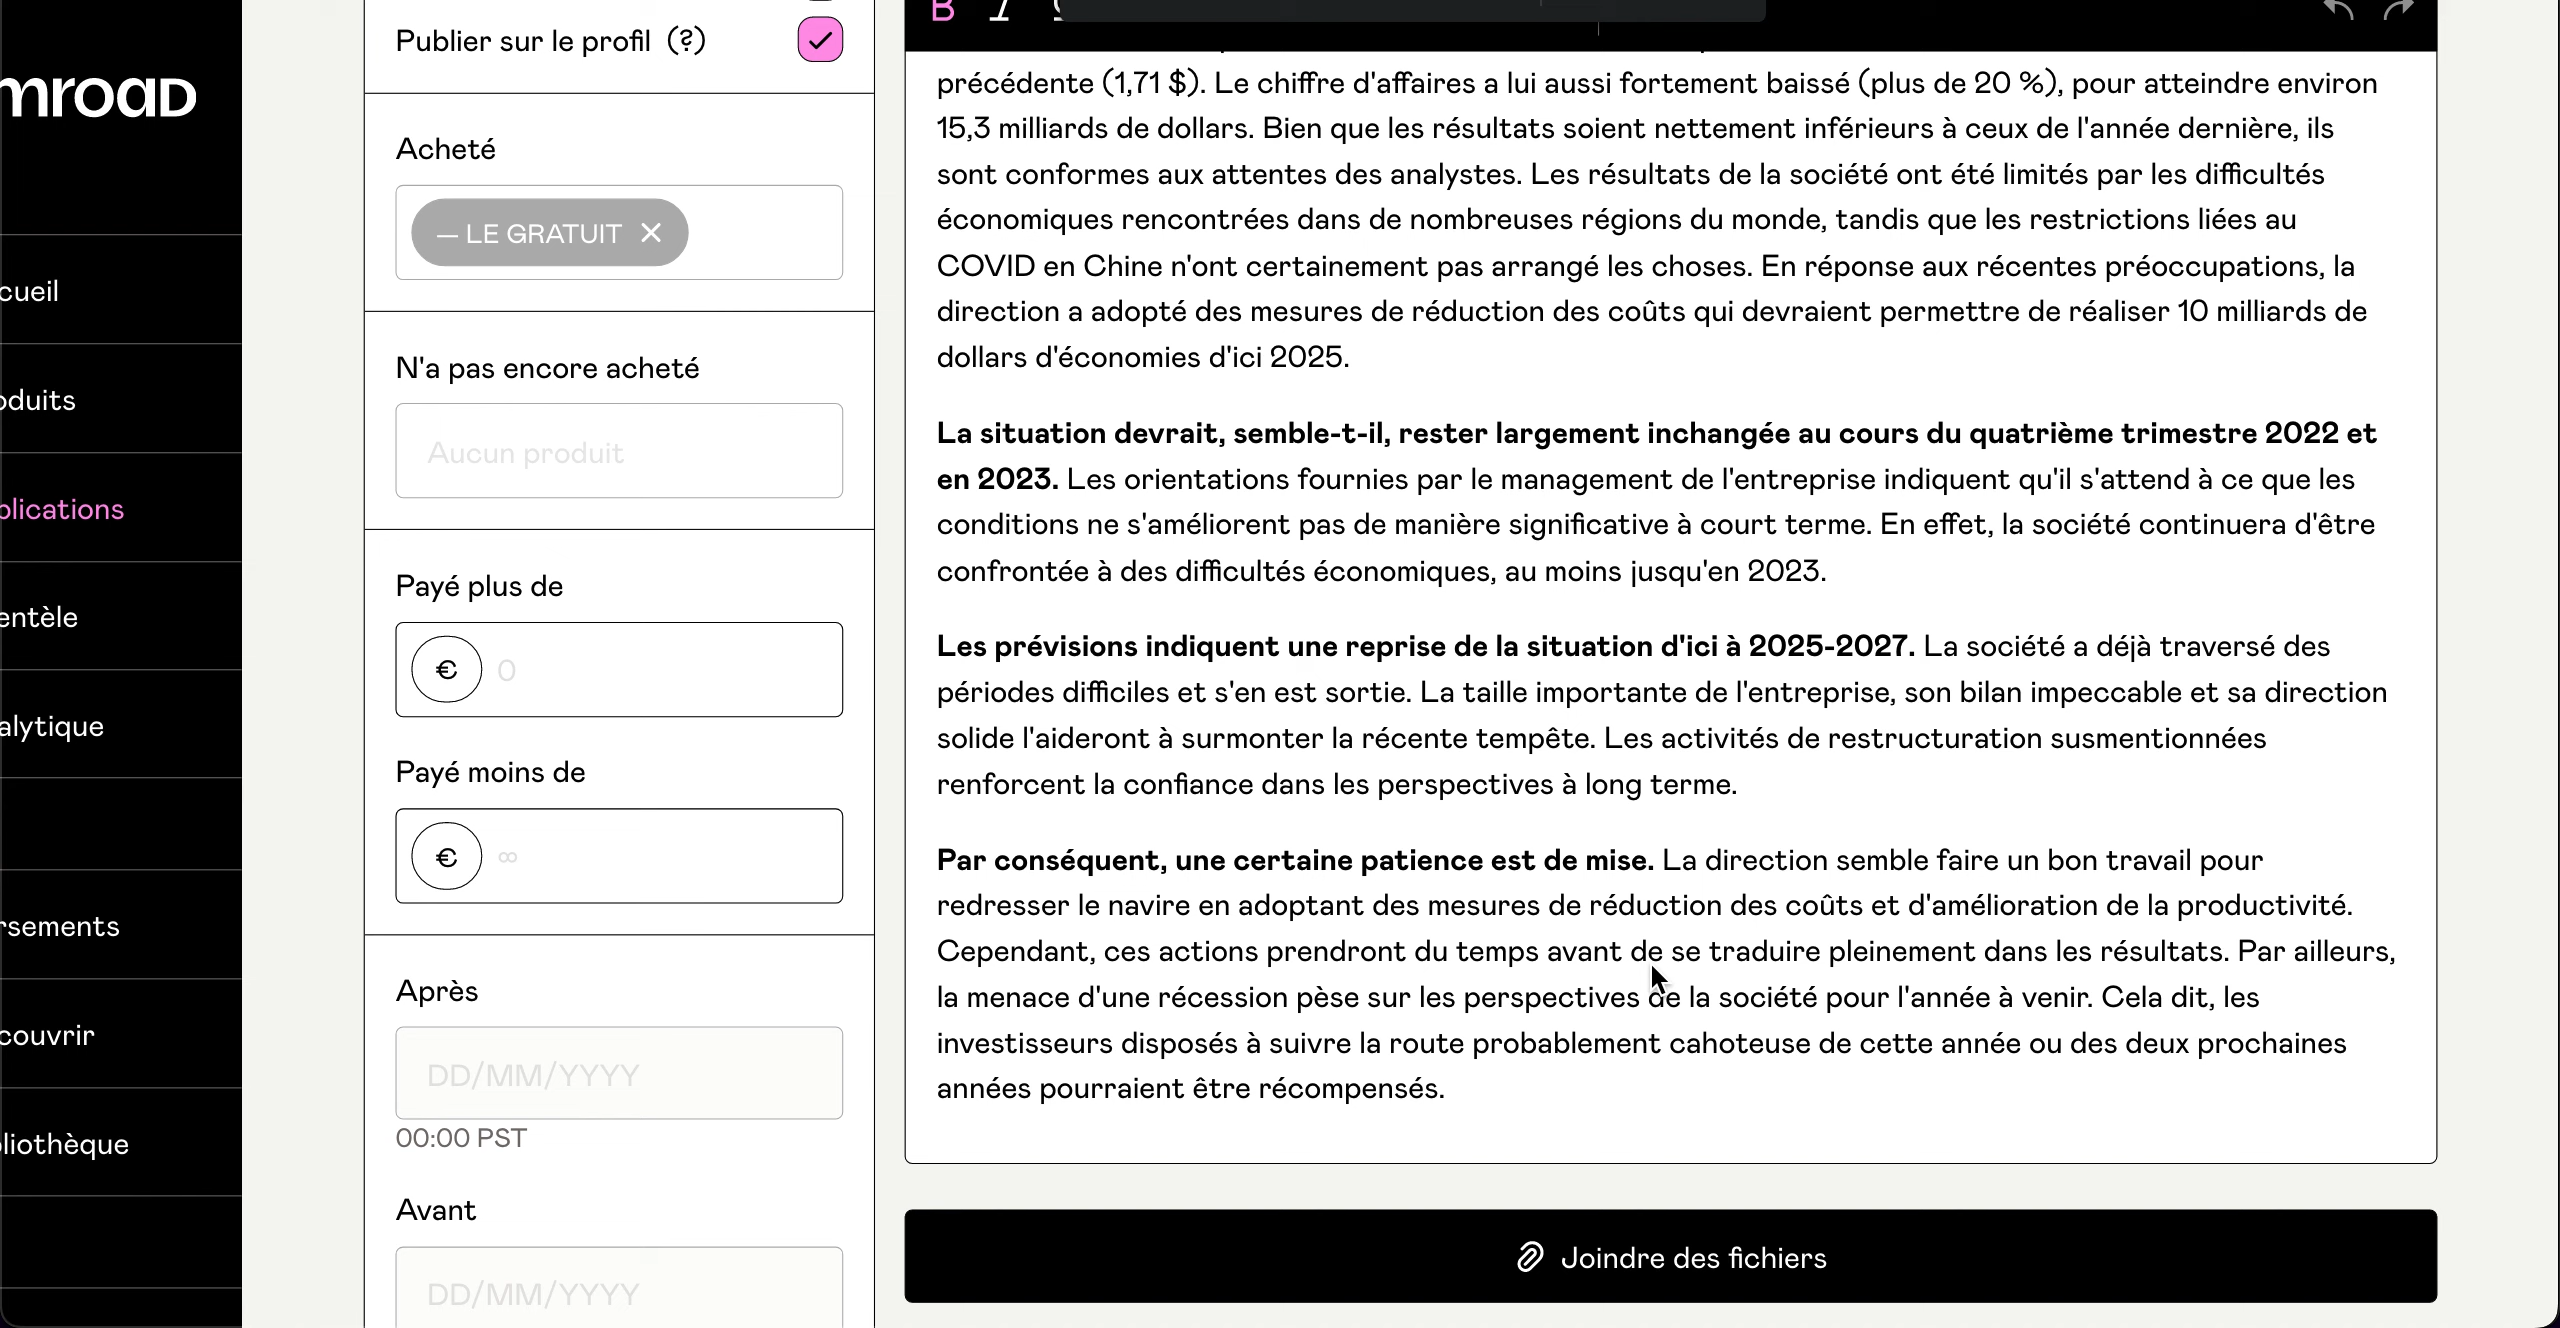 mroad
cueil
oduits
blications
entèle
alytique
rsements
couvrir
bliothèque
Publier sur le profil (?)
Acheté
— LE GRATUIT
N'a pas encore acheté
Aucun produit
Payé plus de
€ 0
Payé moins de
€ ∞
Après
DD/MM/YYYY
00:00 PST
Avant
DD/MM/YYYY
B I
précédente (1,71 $). Le chiffre d'affaires a lui aussi fortement baissé (plus de 20 %), pour atteindre environ
15,3 milliards de dollars. Bien que les résultats soient nettement inférieurs à ceux de l'année dernière, ils
sont conformes aux attentes des analystes. Les résultats de la société ont été limités par les difficultés
économiques rencontrées dans de nombreuses régions du monde, tandis que les restrictions liées au
COVID en Chine n'ont certainement pas arrangé les choses. En réponse aux récentes préoccupations, la
direction a adopté des mesures de réduction des coûts qui devraient permettre de réaliser 10 milliards de
dollars d'économies d'ici 2025.
La situation devrait, semble-t-il, rester largement inchangée au cours du quatrième trimestre 2022 et
en 2023. Les orientations fournies par le management de l'entreprise indiquent qu'il s'attend à ce que les
conditions ne s'améliorent pas de manière significative à court terme. En effet, la société continuera d'être
confrontée à des difficultés économiques, au moins jusqu'en 2023.
Les prévisions indiquent une reprise de la situation d'ici à 2025-2027. La société a déjà traversé des
périodes difficiles et s'en est sortie. La taille importante de l'entreprise, son bilan impeccable et sa direction
solide l'aideront à surmonter la récente tempête. Les activités de restructuration susmentionnées
renforcent la confiance dans les perspectives à long terme.
Par conséquent, une certaine patience est de mise. La direction semble faire un bon travail pour
redresser le navire en adoptant des mesures de réduction des coûts et d'amélioration de la productivité.
Cependant, ces actions prendront du temps avant de se traduire pleinement dans les résultats. Par ailleurs,
la menace d'une récession pèse sur les perspectives de la société pour l'année à venir. Cela dit, les
investisseurs disposés à suivre la route probablement cahoteuse de cette année ou des deux prochaines
années pourraient être récompensés.
Joindre des fichiers